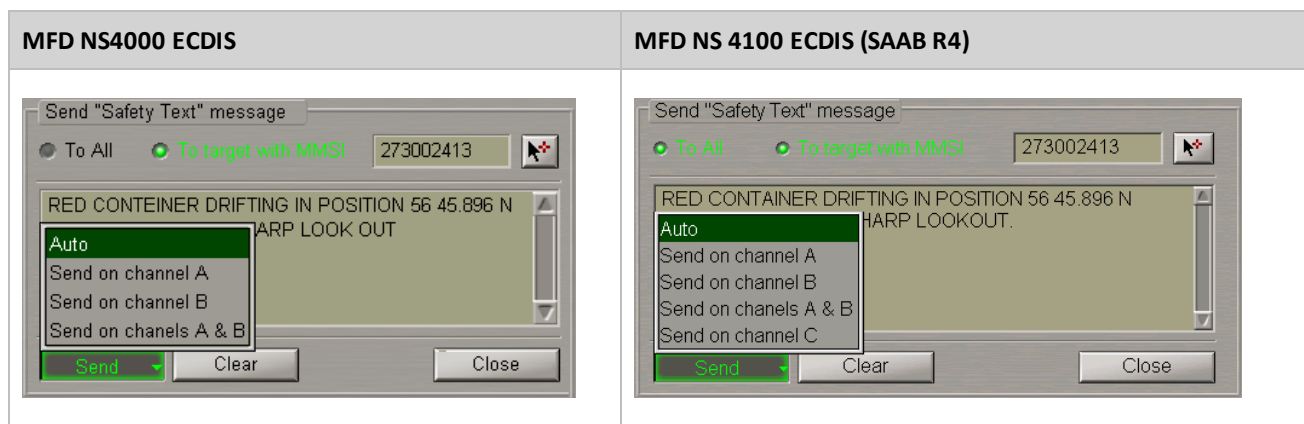 MFD NS4000 ECDIS
MFD NS 4100 ECDIS (SAAB R4)
Send "Safety Text" message
To All To target with MMSI 273002413
RED CONTEINER DRIFTING IN POSITION 56 45.896 N
ARP LOOK OUT
Auto
Send on channel A
Send on channel B
Send on chanels A & B
Send Clear Close
Send "Safety Text" message
To All To target with MMSI 273002413
RED CONTAINER DRIFTING IN POSITION 56 45.896 N
HARP LOOKOUT.
Auto
Send on channel A
Send on channel B
Send on chanels A & B
Send on channel C
Send Clear Close